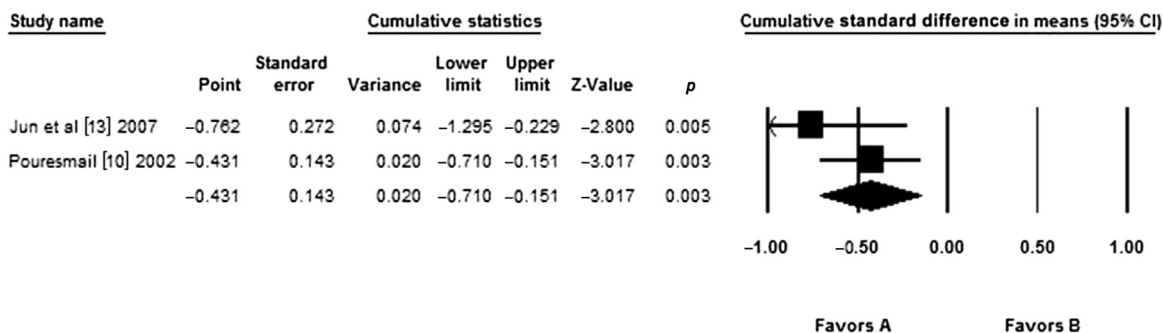 Study name Cumulative statistics Cumulative standard difference in means (95% CI)
Standard Lower Upper
Point error Variance limit limit Z-Value p
Jun et al [13] 2007 −0.762 0.272 0.074 −1.295 −0.229 −2.800 0.005
Pouresmail [10] 2002 −0.431 0.143 0.020 −0.710 −0.151 −3.017 0.003
−0.431 0.143 0.020 −0.710 −0.151 −3.017 0.003
−1.00 −0.50 0.00 0.50 1.00
Favors A Favors B